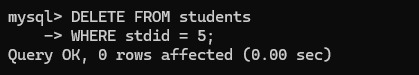 mysql> DELETE FROM students
    -> WHERE stdid = 5;
Query OK, 0 rows affected (0.00 sec)